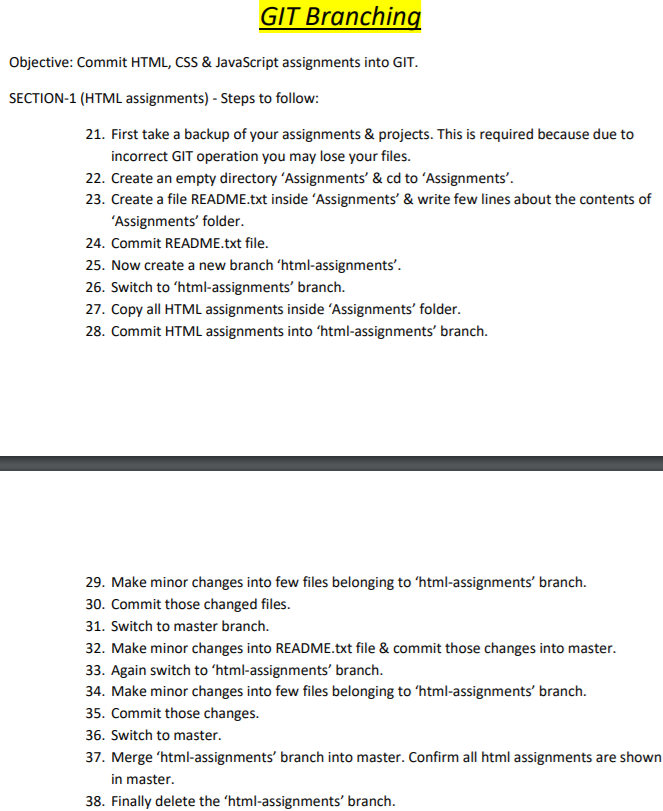 GIT Branching
Objective: Commit HTML, CSS & JavaScript assignments into GIT.
SECTION-1 (HTML assignments) - Steps to follow:
21. First take a backup of your assignments & projects. This is required because due to
incorrect GIT operation you may lose your files.
22. Create an empty directory ‘Assignments’ & cd to ‘Assignments’.
23. Create a file README.txt inside ‘Assignments’ & write few lines about the contents of
‘Assignments’ folder.
24. Commit README.txt file.
25. Now create a new branch ‘html-assignments’.
26. Switch to ‘html-assignments’ branch.
27. Copy all HTML assignments inside ‘Assignments’ folder.
28. Commit HTML assignments into ‘html-assignments’ branch.
29. Make minor changes into few files belonging to ‘html-assignments’ branch.
30. Commit those changed files.
31. Switch to master branch.
32. Make minor changes into README.txt file & commit those changes into master.
33. Again switch to ‘html-assignments’ branch.
34. Make minor changes into few files belonging to ‘html-assignments’ branch.
35. Commit those changes.
36. Switch to master.
37. Merge ‘html-assignments’ branch into master. Confirm all html assignments are shown
in master.
38. Finally delete the ‘html-assignments’ branch.